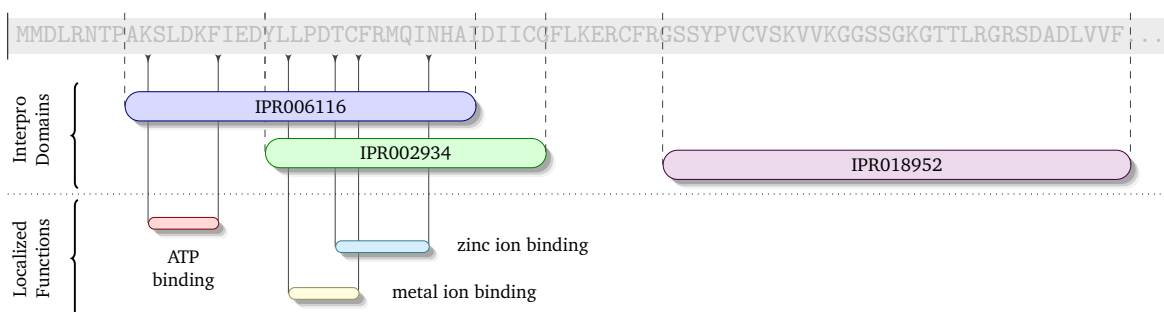 MMDLRNTPAKSLDKFIEDYLLPDTCFRMQINHAIDIICGFLKERCFRGSSYPVCVSKVVKGGSSGKGTTLRGRSDADLVVF...
Interpro
Domains
IPR006116
IPR002934
IPR018952
Localized
Functions
ATP
binding
zinc ion binding
metal ion binding